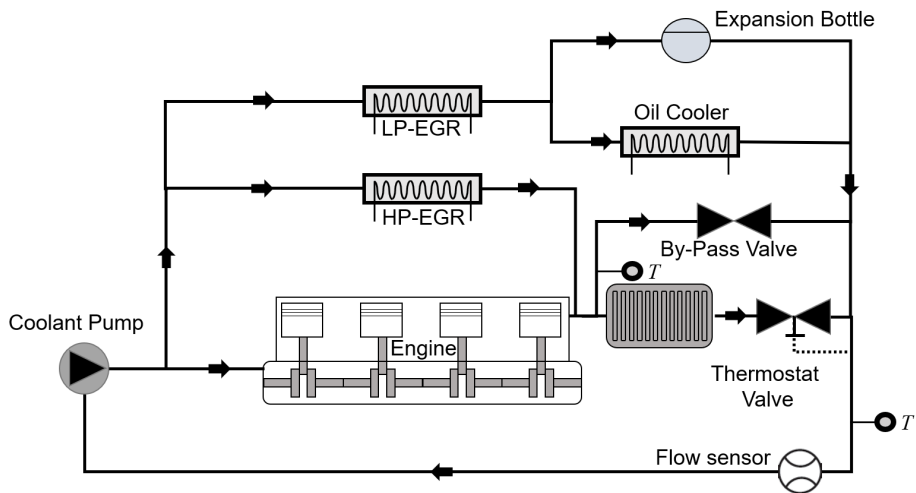 Expansion Bottle
Oil Cooler
LP-EGR
HP-EGR
By-Pass Valve
T
Coolant Pump
Engine
Thermostat
Valve
T
Flow sensor